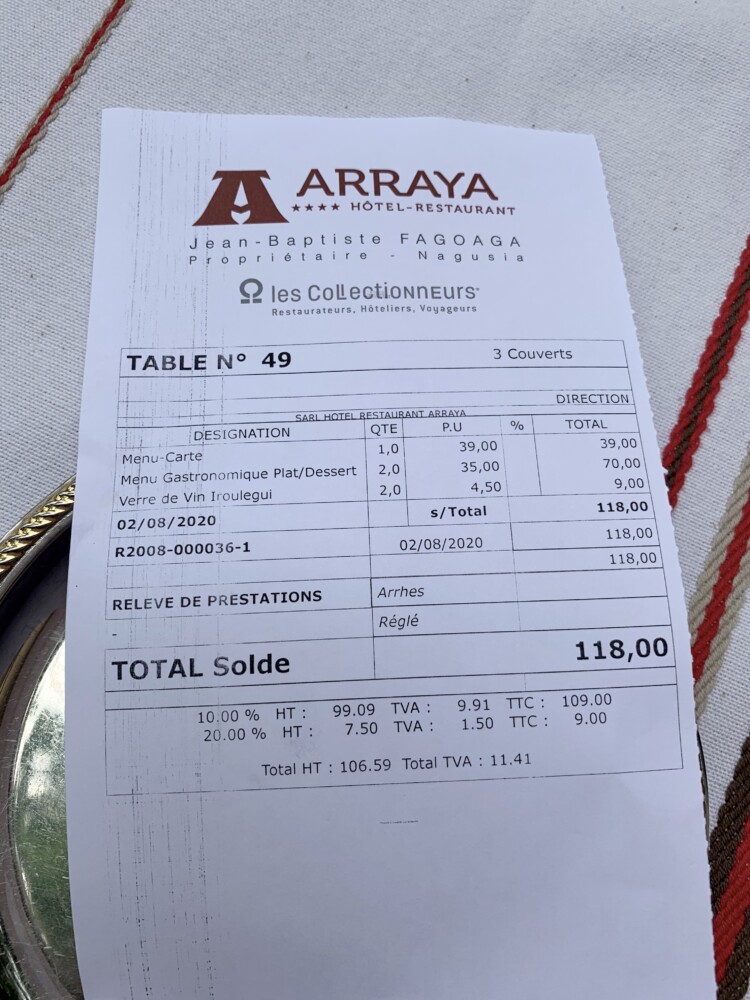 ARRAYA
★★★★ HÔTEL-RESTAURANT
Jean-Baptiste FAGOAGA
Propriétaire - Nagusia
les Collectionneurs
Restaurateurs, Hôteliers, Voyageurs
TABLE N° 49 3 Couverts
DIRECTION
SARL HOTEL RESTAURANT ARRAYA
DESIGNATION QTE P.U % TOTAL
Menu-Carte 1,0 39,00 39,00
Menu Gastronomique Plat/Dessert 2,0 35,00 70,00
Verre de Vin Iroulegui 2,0 4,50 9,00
02/08/2020 s/Total 118,00
R2008-000036-1 02/08/2020 118,00
118,00
RELEVE DE PRESTATIONS Arrhes
- Réglé
TOTAL Solde 118,00
10.00 % HT : 99.09 TVA : 9.91 TTC : 109.00
20.00 % HT : 7.50 TVA : 1.50 TTC : 9.00
Total HT : 106.59 Total TVA : 11.41